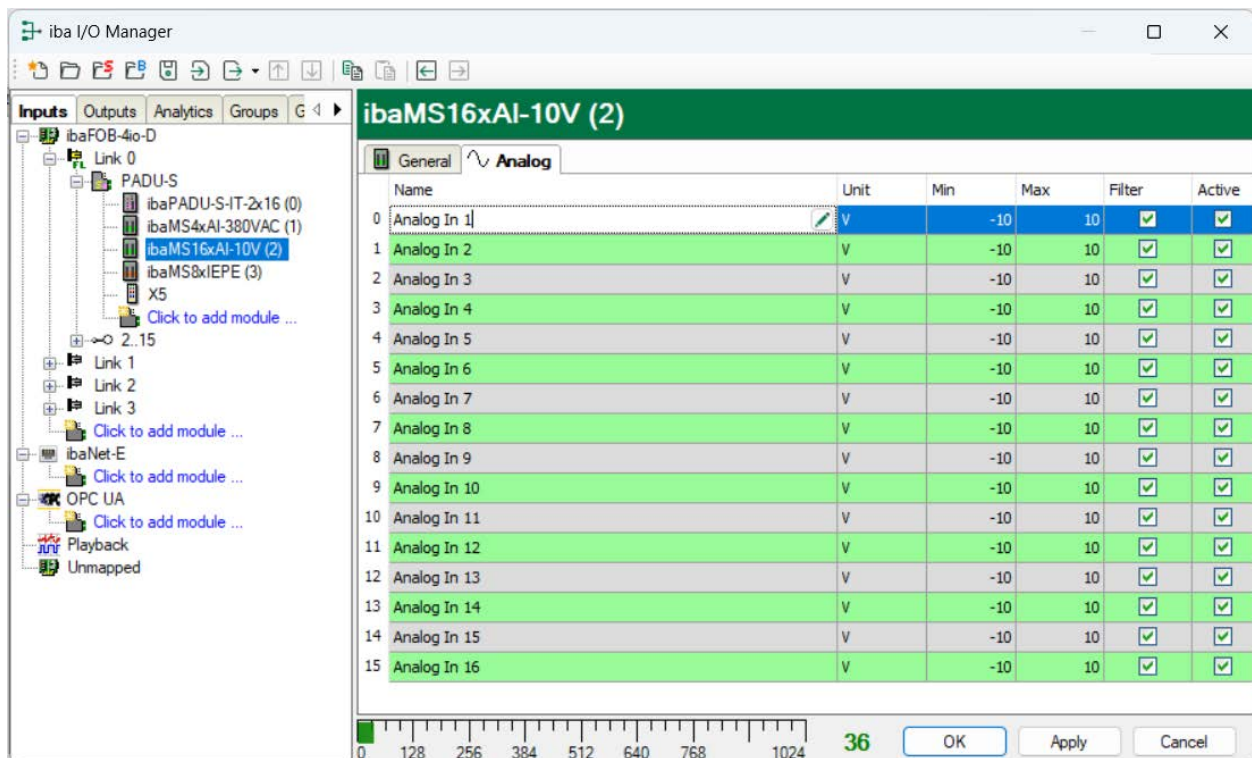 iba I/O Manager
Inputs Outputs Analytics Groups G
ibaFOB-4io-D
Link 0
PADU-S
ibaPADU-S-IT-2x16 (0)
ibaMS4xAI-380VAC (1)
ibaMS16xAI-10V (2)
ibaMS8xIEPE (3)
X5
Click to add module ...
2..15
Link 1
Link 2
Link 3
Click to add module ...
ibaNet-E
Click to add module ...
OPC UA
Click to add module ...
Playback
Unmapped
ibaMS16xAI-10V (2)
General Analog
Name Unit Min Max Filter Active
0 Analog In 1 V -10 10
1 Analog In 2 V -10 10
2 Analog In 3 V -10 10
3 Analog In 4 V -10 10
4 Analog In 5 V -10 10
5 Analog In 6 V -10 10
6 Analog In 7 V -10 10
7 Analog In 8 V -10 10
8 Analog In 9 V -10 10
9 Analog In 10 V -10 10
10 Analog In 11 V -10 10
11 Analog In 12 V -10 10
12 Analog In 13 V -10 10
13 Analog In 14 V -10 10
14 Analog In 15 V -10 10
15 Analog In 16 V -10 10
0 128 256 384 512 640 768 1024
36 OK Apply Cancel